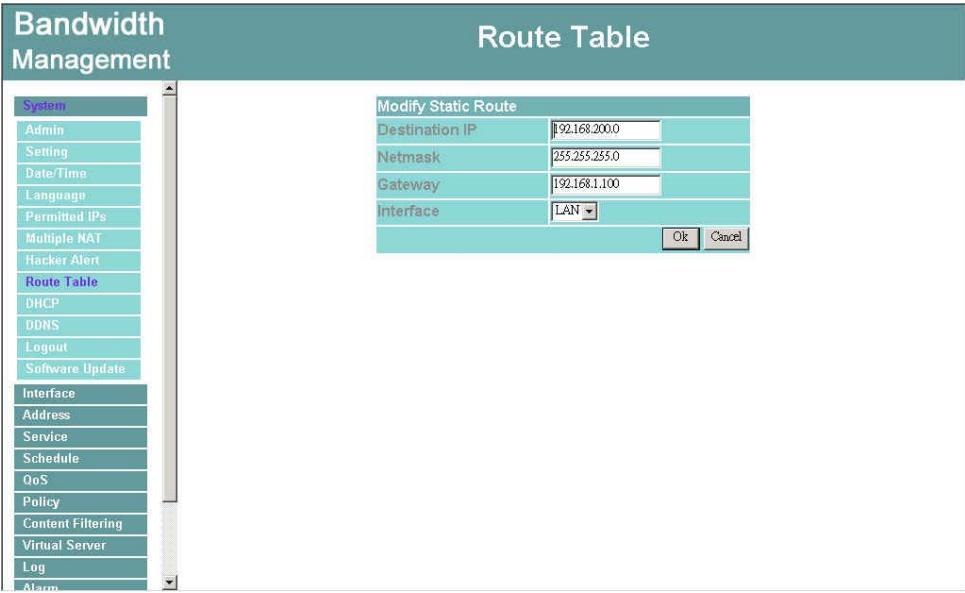 Bandwidth
Management
Route Table
System
Admin
Setting
Date/Time
Language
Permitted IPs
Multiple NAT
Hacker Alert
Route Table
DHCP
DDNS
Logout
Software Update
Interface
Address
Service
Schedule
QoS
Policy
Content Filtering
Virtual Server
Log
Alarm
Modify Static Route
Destination IP 192.168.200.0
Netmask 255.255.255.0
Gateway 192.168.1.100
Interface LAN
Ok Cancel